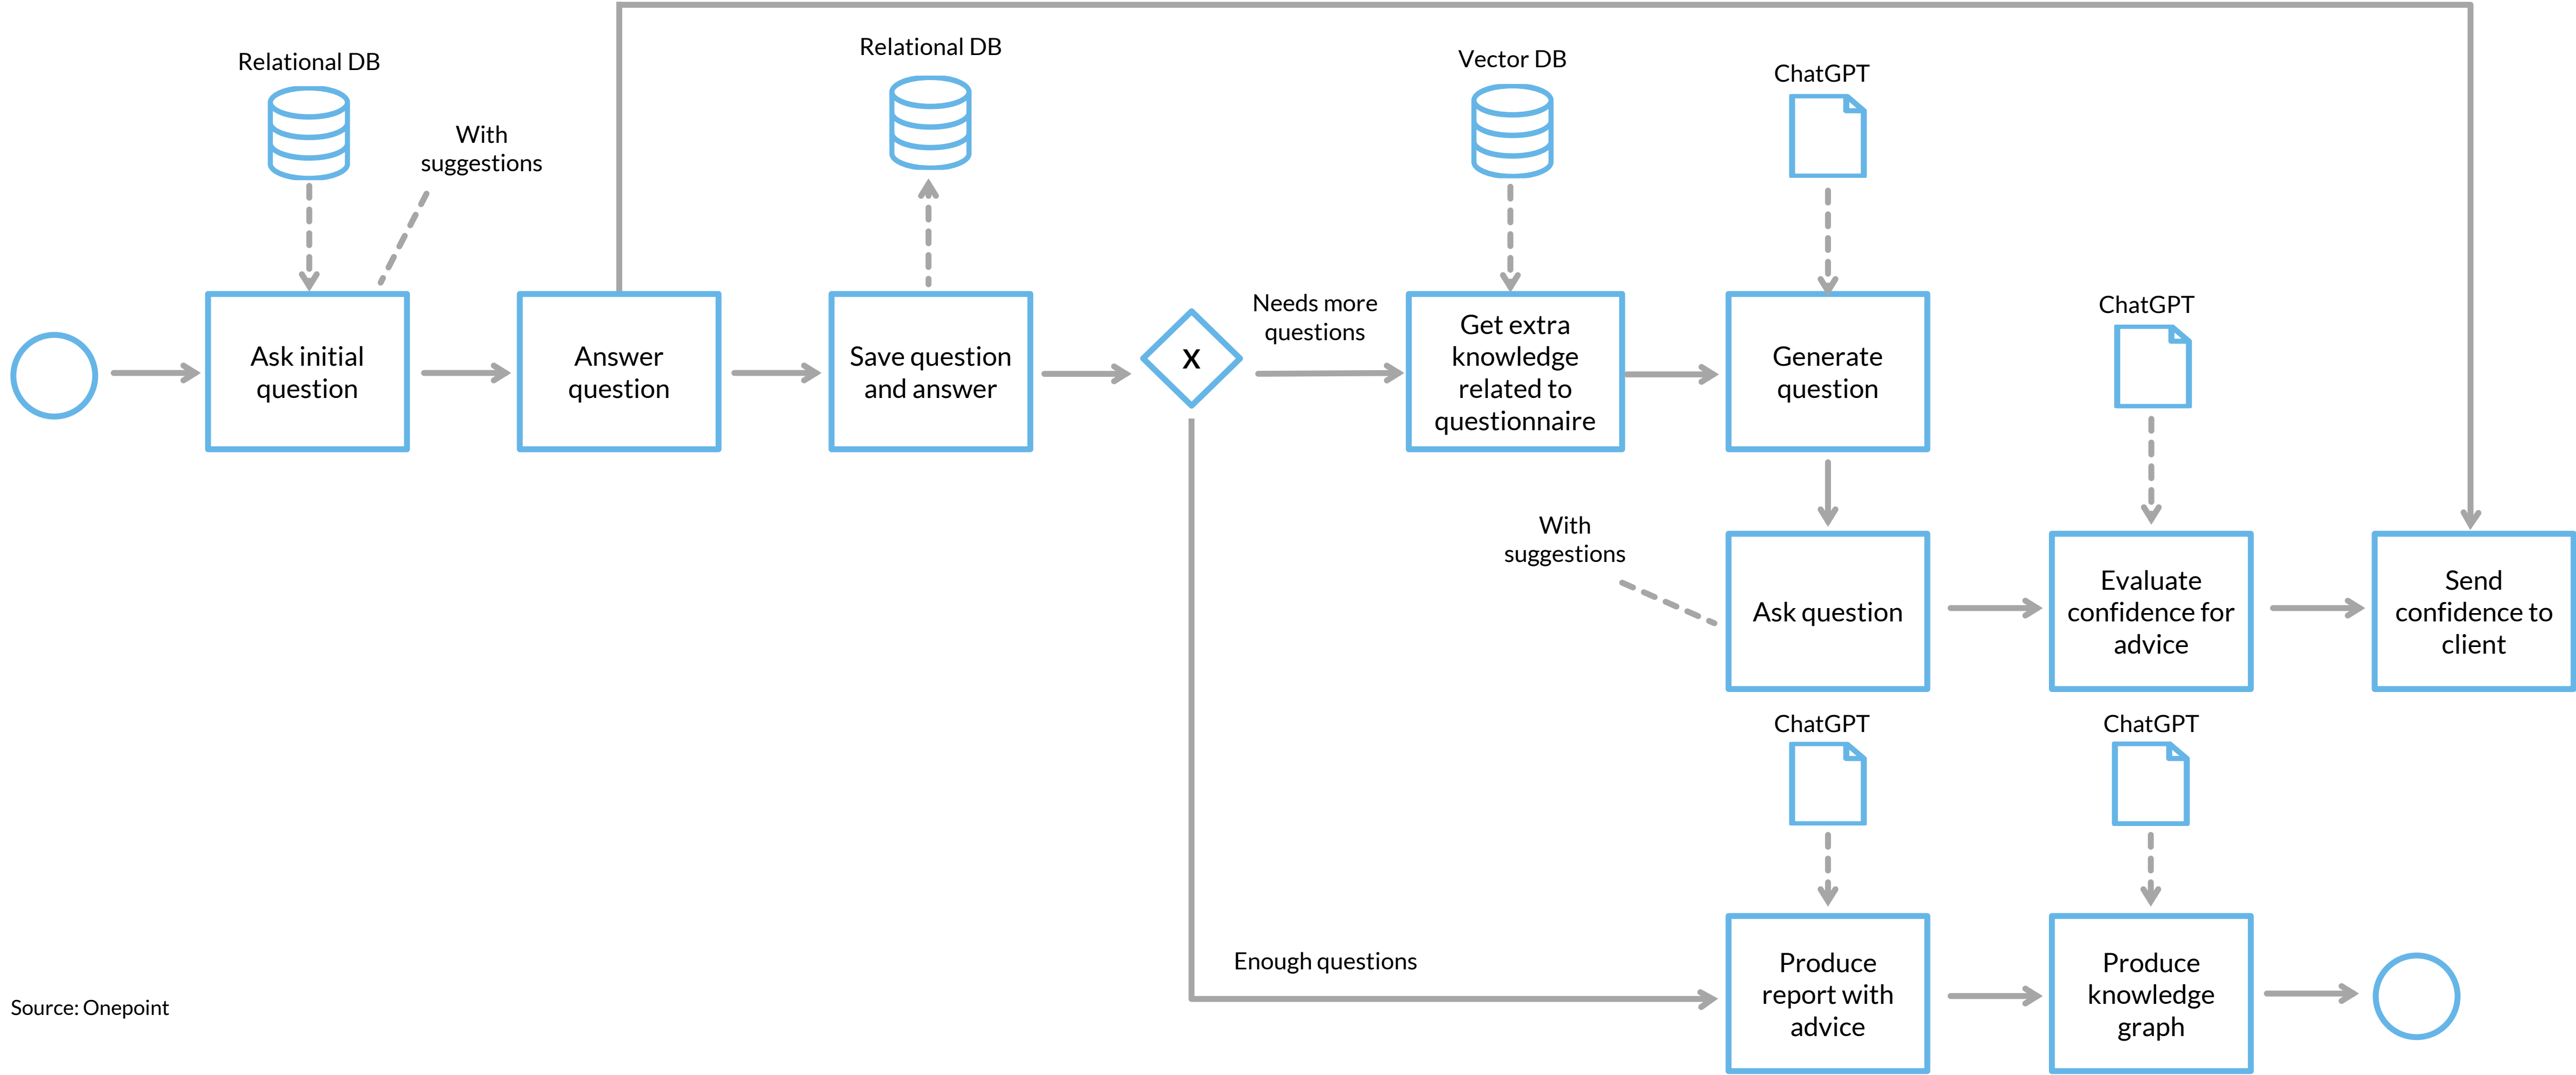 Relational DB
With
suggestions
Relational DB
Vector DB
ChatGPT
Ask initial
question
Answer
question
Save question
and answer
X
Needs more
questions
Get extra
knowledge
related to
questionnaire
Generate
question
ChatGPT
With
suggestions
Ask question
Evaluate
confidence for
advice
Send
confidence to
client
ChatGPT
ChatGPT
Enough questions
Produce
report with
advice
Produce
knowledge
graph
Source: Onepoint